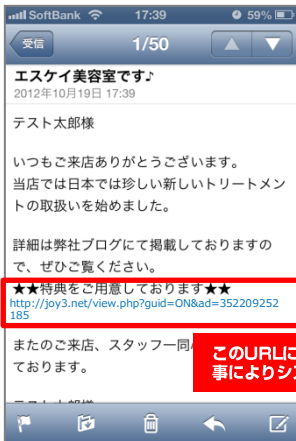 SoftBank 17:39 59%
受信 1/50
エスケイ美容室です♪
2012年10月19日 17:39
テスト太郎様
いつもご来店ありがとうございます。
当店では日本では珍しい新しいトリートメン
トの取扱いを始めました。
詳細は弊社ブログにて掲載しておりますの
で、ぜひご覧ください。
★★特典をご用意しております★★
http://joy3.net/view.php?guid=ON&ad=352209252
185
またのご来店、スタッフ一同
ております。
このURLに
事によりシス